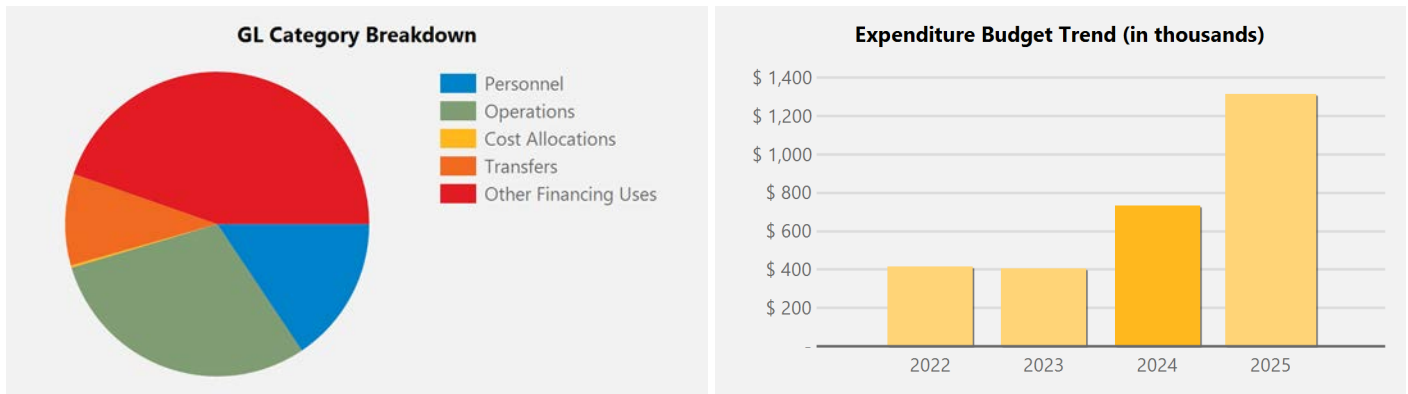 GL Category Breakdown
Personnel
Operations
Cost Allocations
Transfers
Other Financing Uses
Expenditure Budget Trend (in thousands)
$ 1,400
$ 1,200
$ 1,000
$ 800
$ 600
$ 400
$ 200
-
2022 2023 2024 2025